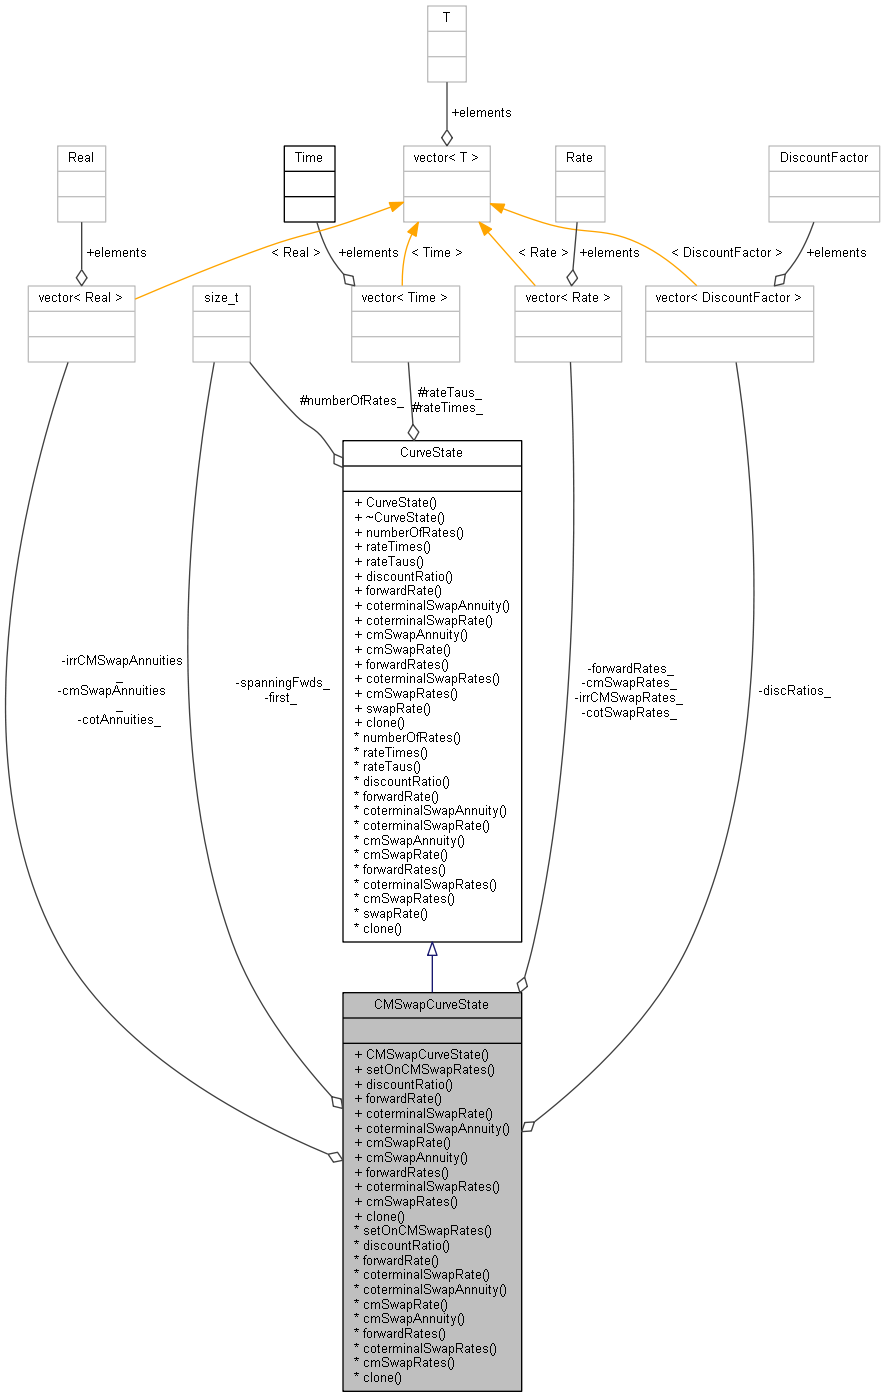 T
+elements
Real
Time
vector< T >
Rate
DiscountFactor
+elements
< Real >
+elements
< Time >
< Rate >
+elements
< DiscountFactor >
+elements
vector< Real >
size_t
vector< Time >
vector< Rate >
vector< DiscountFactor >
#numberOfRates_
#rateTaus_
#rateTimes_
CurveState
+ CurveState()
+ ~CurveState()
+ numberOfRates()
+ rateTimes()
+ rateTaus()
+ discountRatio()
+ forwardRate()
+ coterminalSwapAnnuity()
+ coterminalSwapRate()
+ cmSwapAnnuity()
+ cmSwapRate()
+ forwardRates()
+ coterminalSwapRates()
+ cmSwapRates()
+ swapRate()
+ clone()
* numberOfRates()
* rateTimes()
* rateTaus()
* discountRatio()
* forwardRate()
* coterminalSwapAnnuity()
* coterminalSwapRate()
* cmSwapAnnuity()
* cmSwapRate()
* forwardRates()
* coterminalSwapRates()
* cmSwapRates()
* swapRate()
* clone()
-irrCMSwapAnnuities
_
-cmSwapAnnuities
_
-cotAnnuities_
-spanningFwds_
-first_
-forwardRates_
-cmSwapRates_
-irrCMSwapRates_
-cotSwapRates_
-discRatios_
CMSwapCurveState
+ CMSwapCurveState()
+ setOnCMSwapRates()
+ discountRatio()
+ forwardRate()
+ coterminalSwapRate()
+ coterminalSwapAnnuity()
+ cmSwapRate()
+ cmSwapAnnuity()
+ forwardRates()
+ coterminalSwapRates()
+ cmSwapRates()
+ clone()
* setOnCMSwapRates()
* discountRatio()
* forwardRate()
* coterminalSwapRate()
* coterminalSwapAnnuity()
* cmSwapRate()
* cmSwapAnnuity()
* forwardRates()
* coterminalSwapRates()
* cmSwapRates()
* clone()